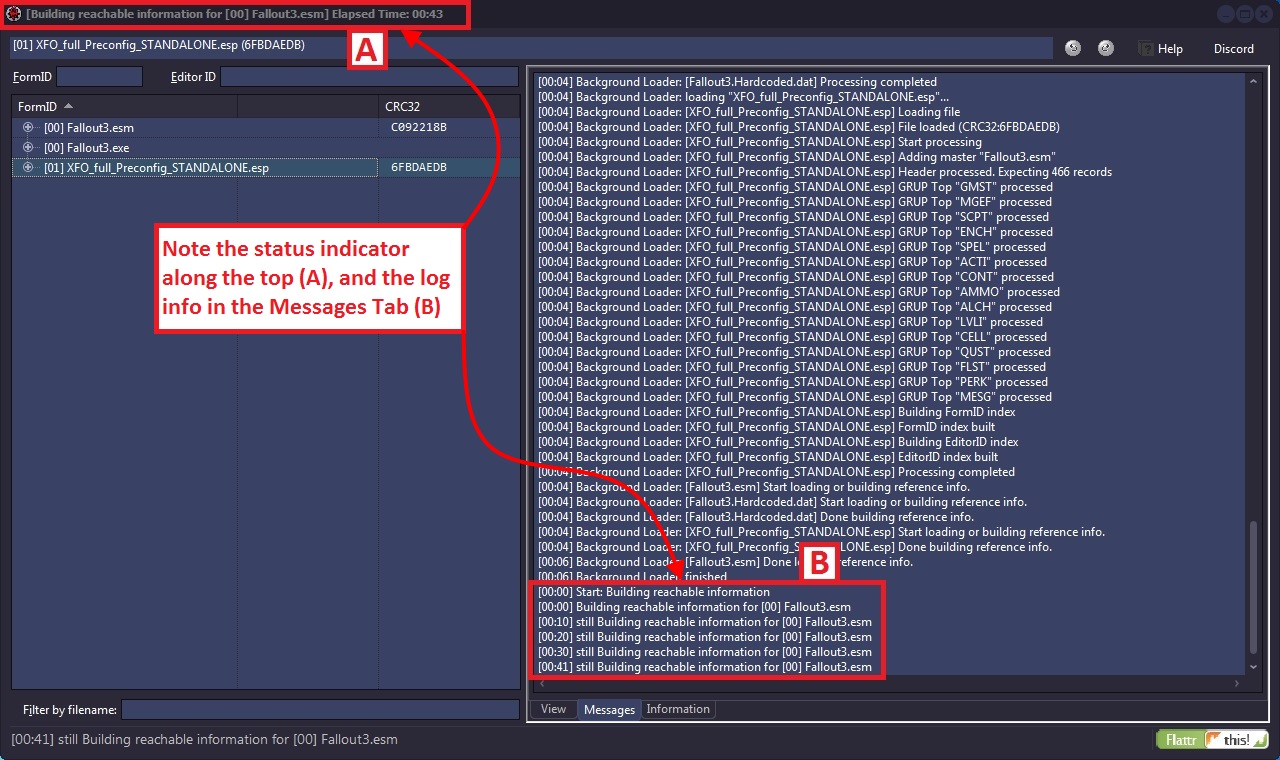 [Building reachable information for [00] Fallout3.esm] Elapsed Time: 00:43
[01] XFO_full_Preconfig_STANDALONE.esp (6FBDAEDB)
A
Help
Discord
FormID
Editor ID
FormID
CRC32
[00] Fallout3.esm
C092218B
[00] Fallout3.exe
[01] XFO_full_Preconfig_STANDALONE.esp
6FBDAEDB
Note the status indicator
along the top (A), and the log
info in the Messages Tab (B)
[00:04] Background Loader: [Fallout3.Hardcoded.dat] Processing completed
[00:04] Background Loader: loading "XFO_full_Preconfig_STANDALONE.esp"...
[00:04] Background Loader: [XFO_full_Preconfig_STANDALONE.esp] Loading file
[00:04] Background Loader: [XFO_full_Preconfig_STANDALONE.esp] File loaded (CRC32:6FBDAEDB)
[00:04] Background Loader: [XFO_full_Preconfig_STANDALONE.esp] Start processing
[00:04] Background Loader: [XFO_full_Preconfig_STANDALONE.esp] Adding master "Fallout3.esm"
[00:04] Background Loader: [XFO_full_Preconfig_STANDALONE.esp] Header processed. Expecting 466 records
[00:04] Background Loader: [XFO_full_Preconfig_STANDALONE.esp] GRUP Top "GMST" processed
[00:04] Background Loader: [XFO_full_Preconfig_STANDALONE.esp] GRUP Top "MGEF" processed
[00:04] Background Loader: [XFO_full_Preconfig_STANDALONE.esp] GRUP Top "SCPT" processed
[00:04] Background Loader: [XFO_full_Preconfig_STANDALONE.esp] GRUP Top "ENCH" processed
[00:04] Background Loader: [XFO_full_Preconfig_STANDALONE.esp] GRUP Top "SPEL" processed
[00:04] Background Loader: [XFO_full_Preconfig_STANDALONE.esp] GRUP Top "ACTI" processed
[00:04] Background Loader: [XFO_full_Preconfig_STANDALONE.esp] GRUP Top "CONT" processed
[00:04] Background Loader: [XFO_full_Preconfig_STANDALONE.esp] GRUP Top "AMMO" processed
[00:04] Background Loader: [XFO_full_Preconfig_STANDALONE.esp] GRUP Top "ALCH" processed
[00:04] Background Loader: [XFO_full_Preconfig_STANDALONE.esp] GRUP Top "LVLI" processed
[00:04] Background Loader: [XFO_full_Preconfig_STANDALONE.esp] GRUP Top "CELL" processed
[00:04] Background Loader: [XFO_full_Preconfig_STANDALONE.esp] GRUP Top "QUST" processed
[00:04] Background Loader: [XFO_full_Preconfig_STANDALONE.esp] GRUP Top "FLST" processed
[00:04] Background Loader: [XFO_full_Preconfig_STANDALONE.esp] GRUP Top "PERK" processed
[00:04] Background Loader: [XFO_full_Preconfig_STANDALONE.esp] GRUP Top "MESG" processed
[00:04] Background Loader: [XFO_full_Preconfig_STANDALONE.esp] Building FormID index
[00:04] Background Loader: [XFO_full_Preconfig_STANDALONE.esp] FormID index built
[00:04] Background Loader: [XFO_full_Preconfig_STANDALONE.esp] Building EditorID index
[00:04] Background Loader: [XFO_full_Preconfig_STANDALONE.esp] EditorID index built
[00:04] Background Loader: [XFO_full_Preconfig_STANDALONE.esp] Processing completed
[00:04] Background Loader: [Fallout3.esm] Start loading or building reference info.
[00:04] Background Loader: [Fallout3.Hardcoded.dat] Start loading or building reference info.
[00:04] Background Loader: [Fallout3.Hardcoded.dat] Done building reference info.
[00:04] Background Loader: [XFO_full_Preconfig_STANDALONE.esp] Start loading or building reference info.
[00:04] Background Loader: [XFO_full_Preconfig_STANDALONE.esp] Done building reference info.
[00:06] Background Loader: [Fallout3.esm] Done reference info.
[00:06] Background Loader: finished
B
[00:00] Start: Building reachable information
[00:00] Building reachable information for [00] Fallout3.esm
[00:10] still Building reachable information for [00] Fallout3.esm
[00:20] still Building reachable information for [00] Fallout3.esm
[00:30] still Building reachable information for [00] Fallout3.esm
[00:41] still Building reachable information for [00] Fallout3.esm
Filter by filename:
View
Messages
Information
[00:41] still Building reachable information for [00] Fallout3.esm
Flattr this!